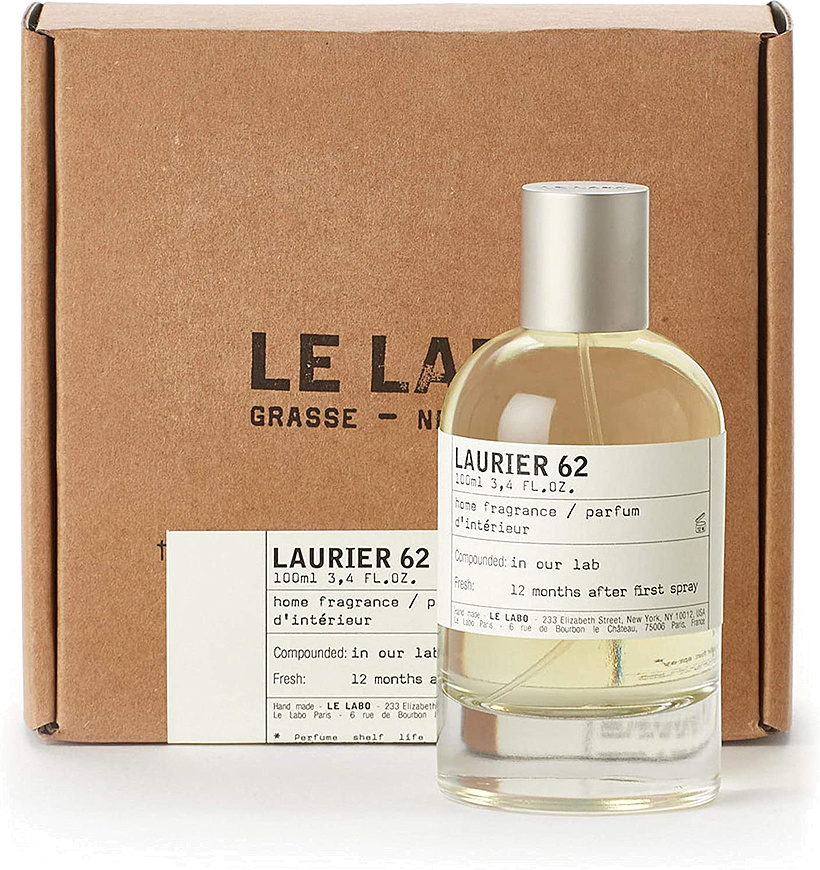 LE LABO
LE LA
GRASSE – N
LAURIER 62
100ml 3,4 FL.OZ.
home fragrance / parfum
d'intérieur
Compounded: in our lab
Fresh: 12 months after first spray
Hand made - LE LABO - 233 Elizabeth Street, New York, NY 10012, USA
Le Labo Paris - 6 rue de Bourbon le Château, 75006 Paris, France
LAURIER 62
100ml 3,4 FL.OZ.
home fragrance / p
d'intérieur
Compounded: in our lab
Fresh: 12 months a
Hand made - LE LABO - 233 Elizabeth
Le Labo Paris - 6 rue de Bourbon l
* Perfume shelf life